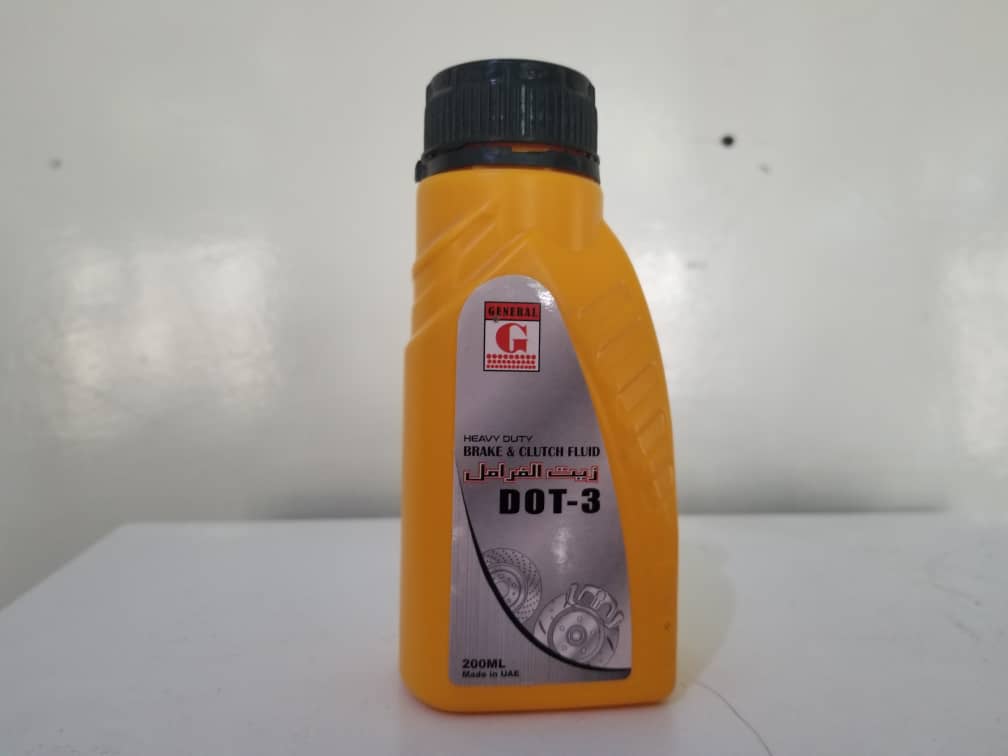 GENERAL
G
HEAVY DUTY
BRAKE & CLUTCH FLUID
زيت الفرامل
DOT-3
200ML
Made in UAE